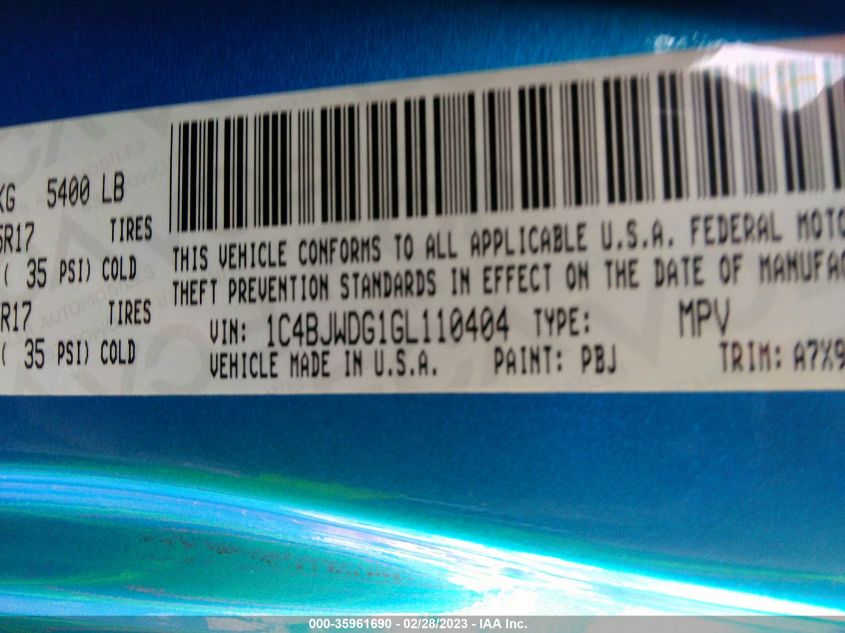 KG 5400 LB
5R17 TIRES
( 35 PSI) COLD
R17 TIRES
( 35 PSI) COLD
THIS VEHICLE CONFORMS TO ALL APPLICABLE U.S.A. FEDERAL MOTO
THEFT PREVENTION STANDARDS IN EFFECT ON THE DATE OF MANUFAC
VIN: 1C4BJWDG1GL110404 TYPE: MPV
VEHICLE MADE IN U.S.A. PAINT: PBJ TRIM: A7X9
000-35961690 - 02/28/2023 - IAA Inc.